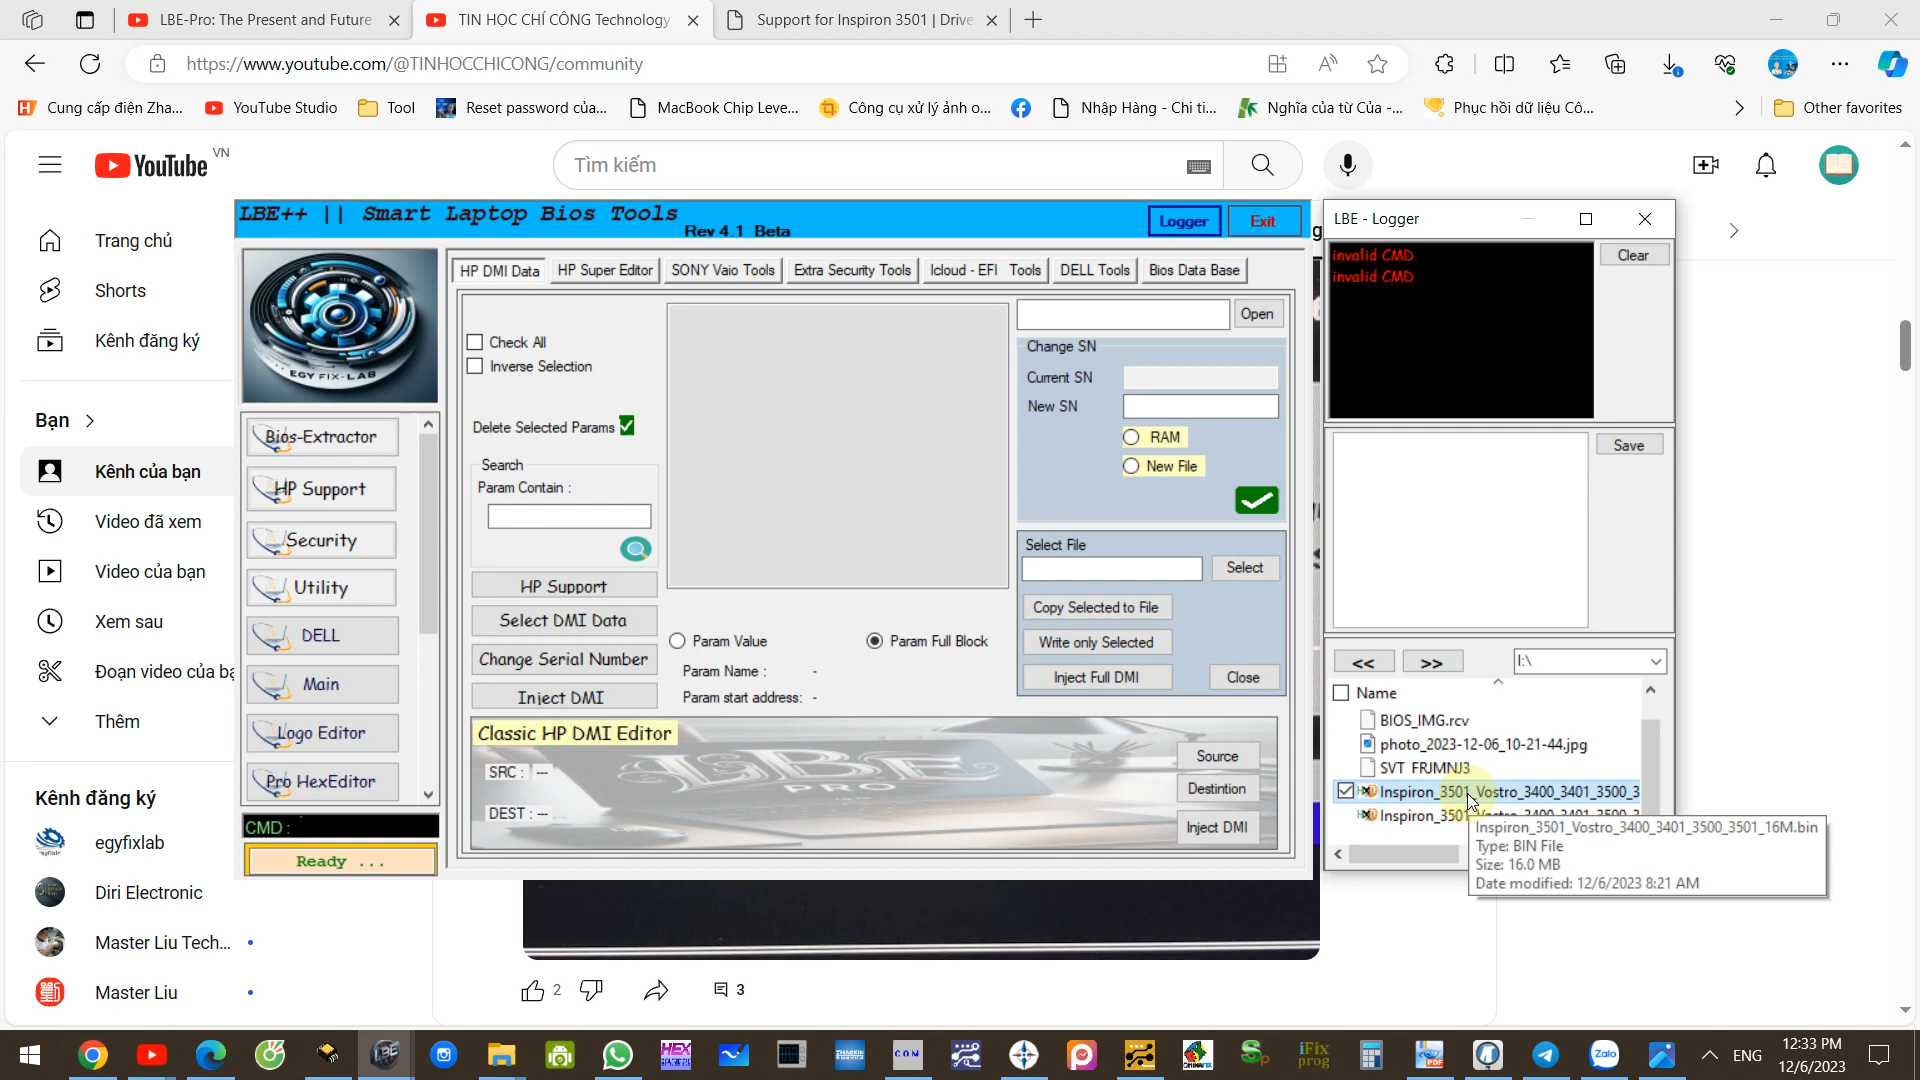 LBE-Pro: The Present and Future
TIN HỌC CHÍ CÔNG Technology
Support for Inspiron 3501 | Drive
https://www.youtube.com/@TINHOCCHICONG/community
Cung cấp điện Zha...
YouTube Studio
Tool
Reset password của...
MacBook Chip Leve...
Công cụ xử lý ảnh o...
Nhập Hàng - Chi ti...
Nghĩa của từ Của -...
Phục hồi dữ liệu Cô...
Other favorites
YouTube VN
Tìm kiếm
Trang chủ
Shorts
Kênh đăng ký
Bạn
Kênh của bạn
Video đã xem
Video của bạn
Xem sau
Đoạn video của bạ
Thêm
Kênh đăng ký
egyfixlab
Diri Electronic
Master Liu Tech...
Master Liu
LBE++ || Smart Laptop Bios Tools
Rev 4.1 Beta
Logger
Exit
EGY FIX-LAB
Bios-Extractor
HP Support
Security
Utility
DELL
Main
Logo Editor
Pro HexEditor
CMD :
Ready ...
HP DMI Data
HP Super Editor
SONY Vaio Tools
Extra Security Tools
Icloud - EFI Tools
DELL Tools
Bios Data Base
Check All
Inverse Selection
Delete Selected Params
Search
Param Contain :
HP Support
Select DMI Data
Change Serial Number
Inject DMI
Param Value
Param Full Block
Param Name : -
Param start address: -
Open
Change SN
Current SN
New SN
RAM
New File
Select File
Select
Copy Selected to File
Write only Selected
Inject Full DMI
Close
Classic HP DMI Editor
SRC : ---
DEST : ---
LBE
PRO
Source
Destintion
Inject DMI
LBE - Logger
invalid CMD
invalid CMD
Clear
Save
<<
>>
I:\
Name
BIOS_IMG.rcv
photo_2023-12-06_10-21-44.jpg
SVT FRJMNJ3
Inspiron_3501_Vostro_3400_3401_3500_3
Inspiron_3501_Vostro_3400_3401_3500_3
Inspiron_3501_Vostro_3400_3401_3500_3501_16M.bin
Type: BIN File
Size: 16.0 MB
Date modified: 12/6/2023 8:21 AM
2
3
LBE
HEX
COM
iFix
prog
PDF
Zalo
ENG
12:33 PM
12/6/2023